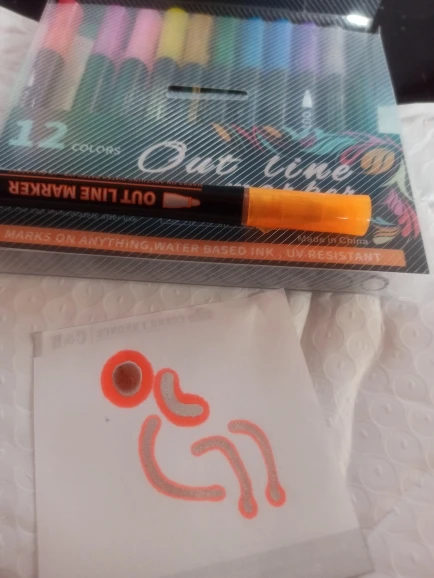 12 COLORS
Out line
OUT LINE MARKER
Made in China
MARKS ON ANYTHING,WATER BASED INK , UV RESISTANT